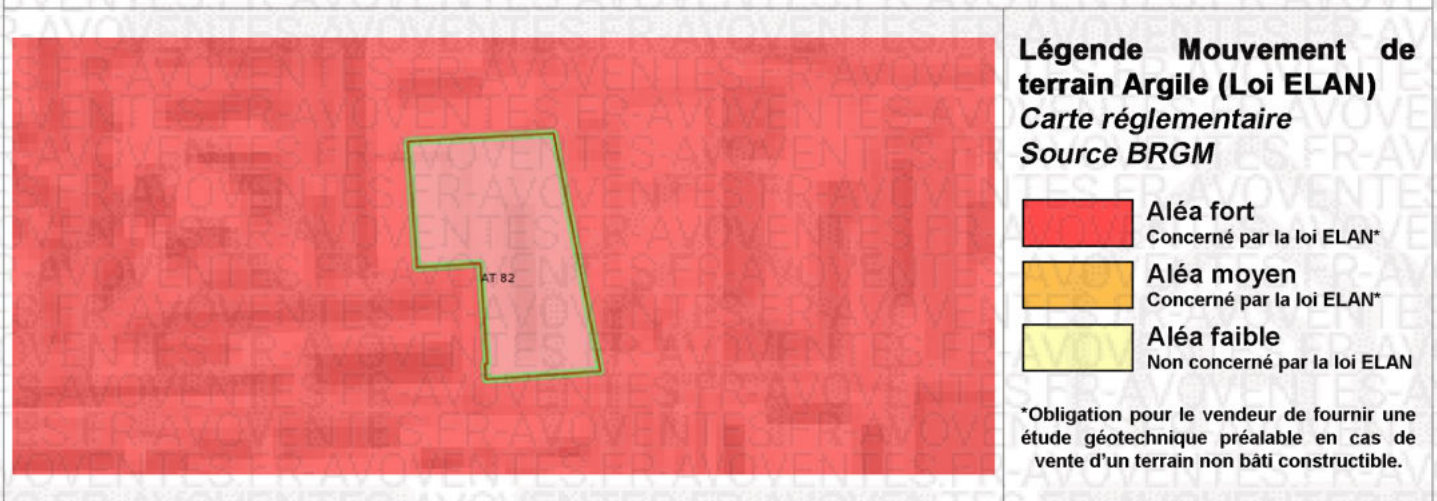 Légende Mouvement de
terrain Argile (Loi ELAN)
Carte réglementaire
Source BRGM
Aléa fort
Concerné par la loi ELAN*
Aléa moyen
Concerné par la loi ELAN*
Aléa faible
Non concerné par la loi ELAN
*Obligation pour le vendeur de fournir une
étude géotechnique préalable en cas de
vente d'un terrain non bâti constructible.
AT 82